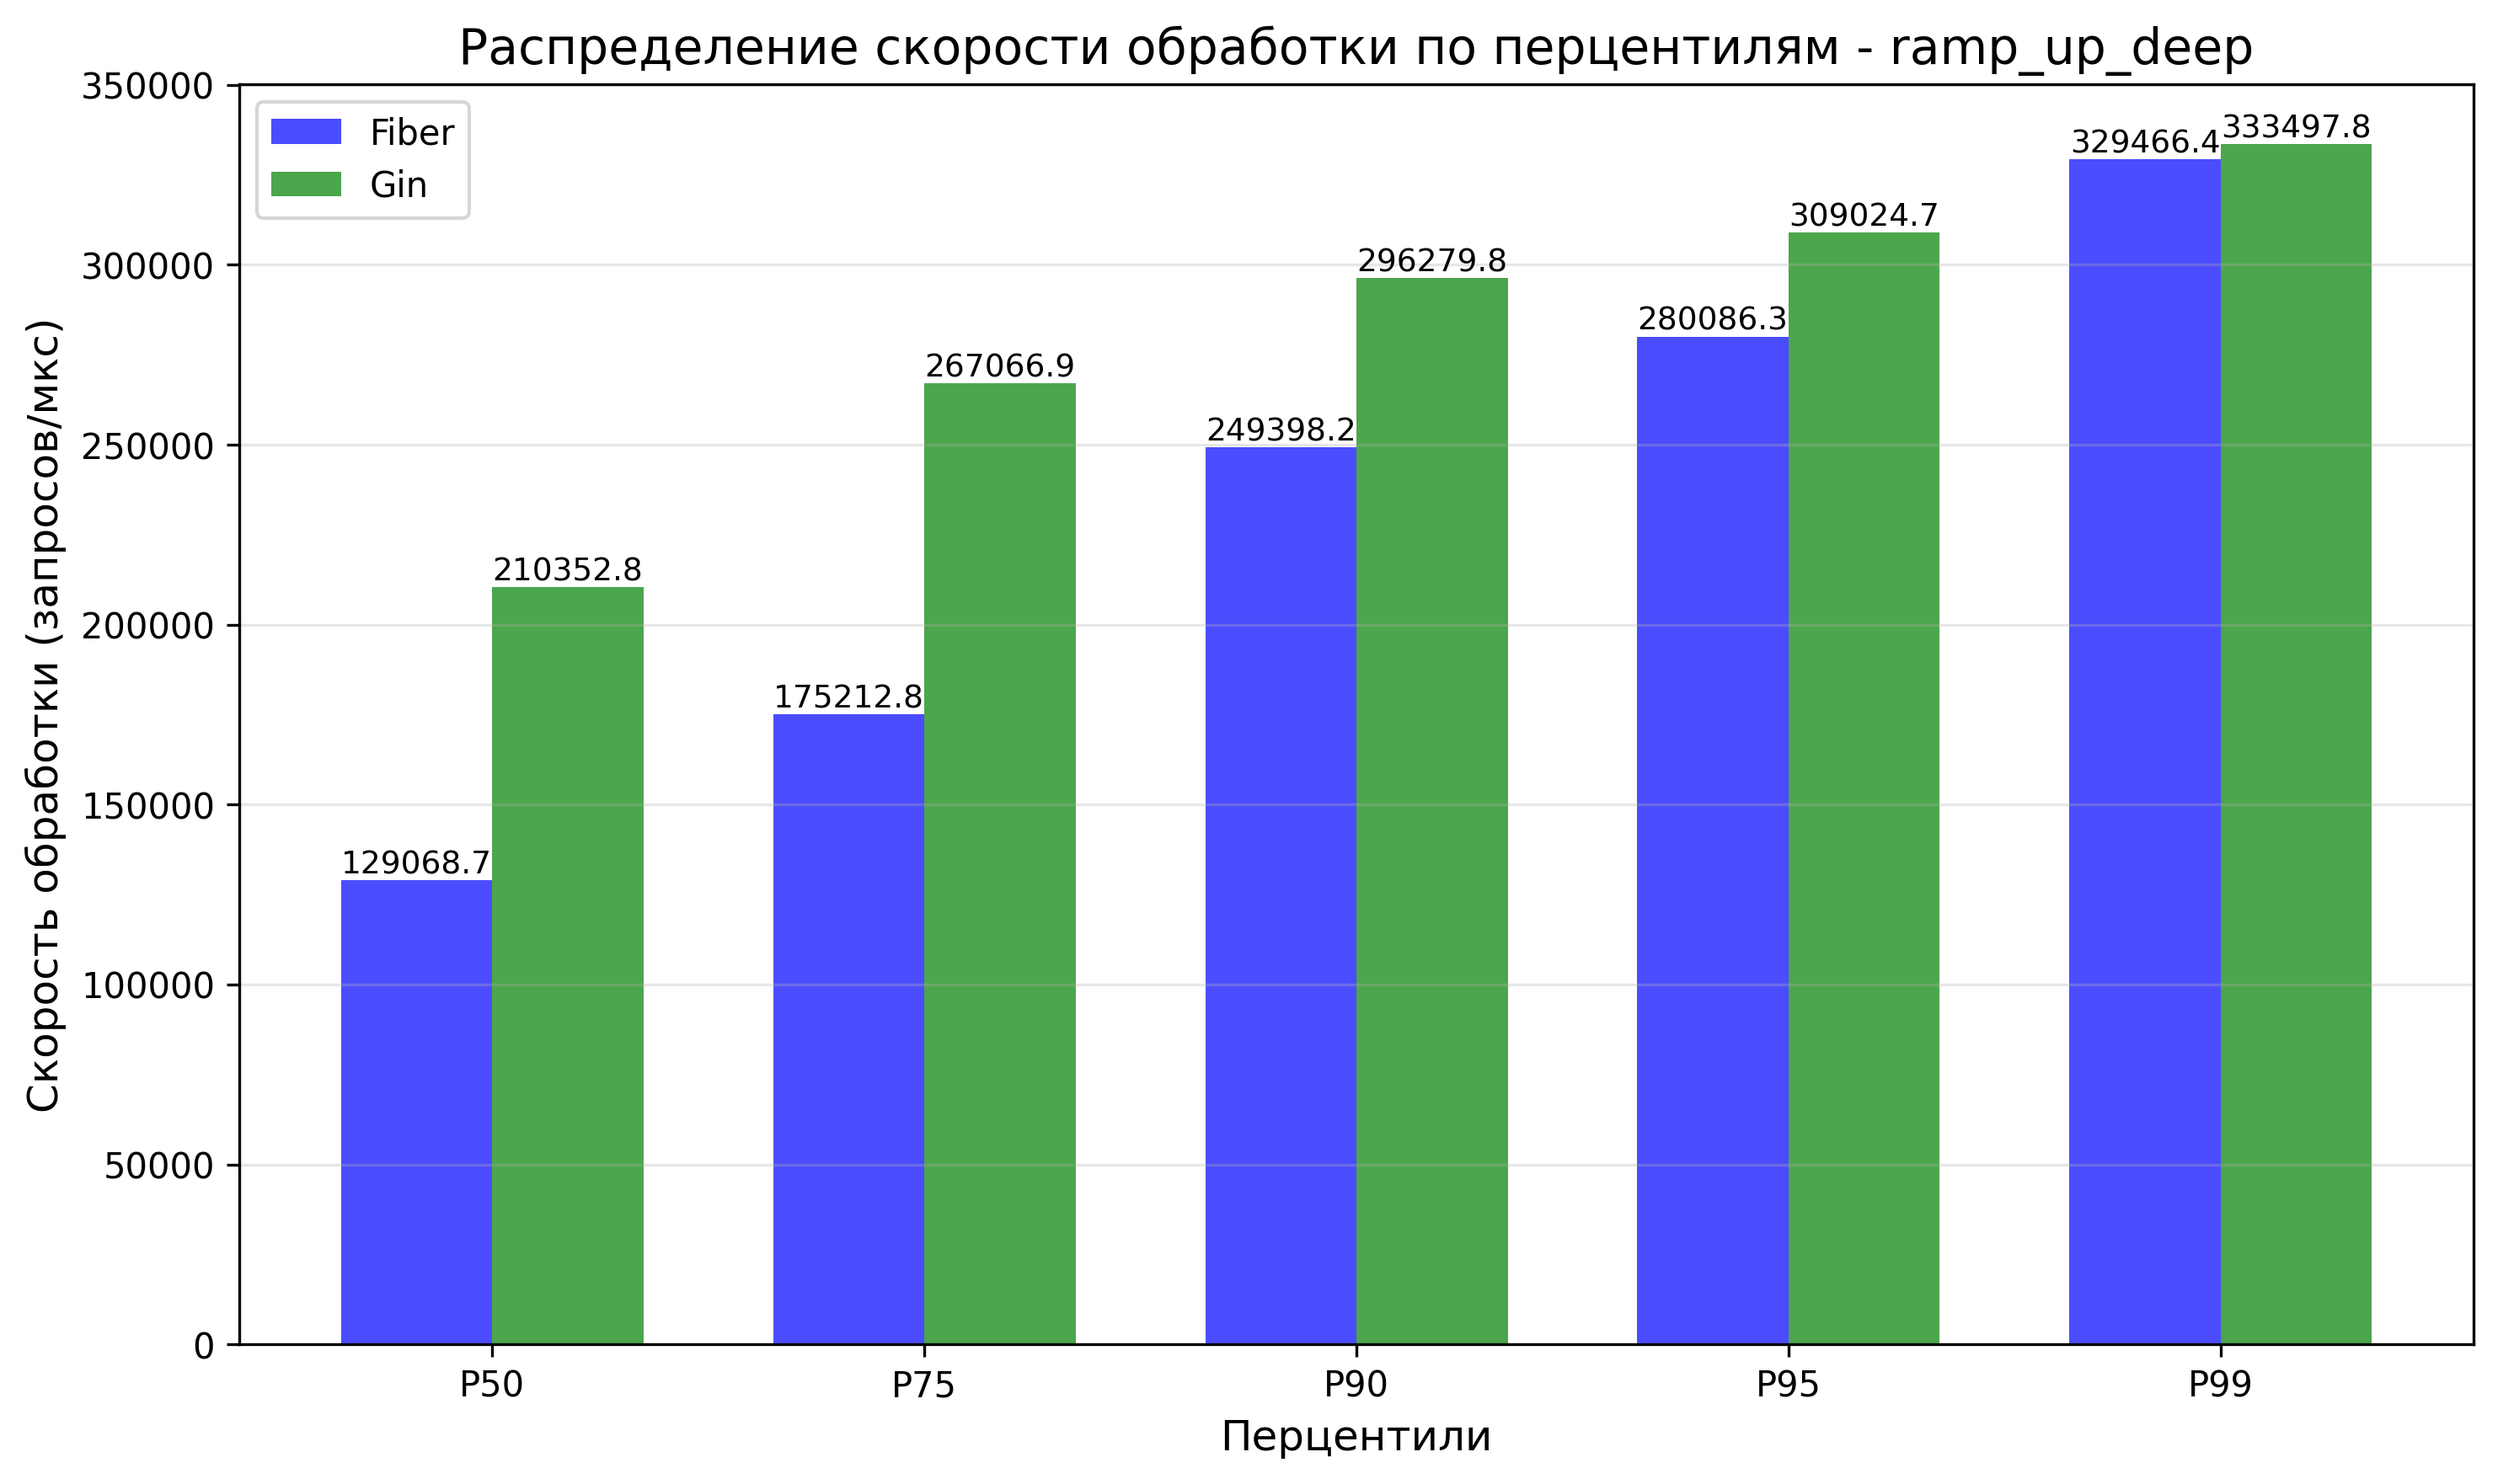 Распределение скорости обработки по перцентилям - ramp_up_deep
Скорость обработки (запросов/мкс)
350000
300000
250000
200000
150000
100000
50000
0
Fiber
Gin
129068.7
210352.8
175212.8
267066.9
249398.2
296279.8
280086.3
309024.7
329466.4
333497.8
P50
P75
P90
P95
P99
Перцентили